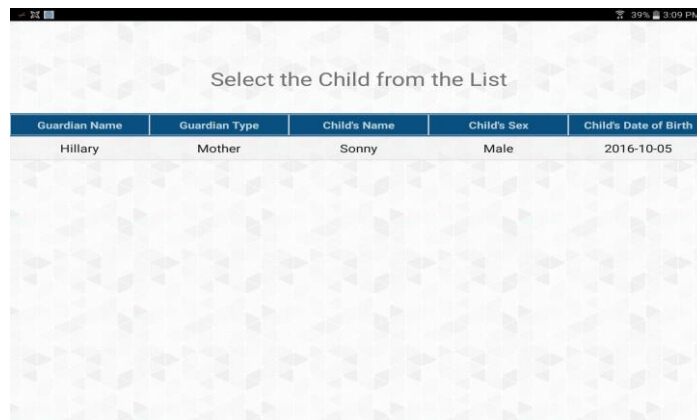 39% 3:09 PM
Select the Child from the List
Guardian Name Guardian Type Child's Name Child's Sex Child's Date of Birth
Hillary Mother Sonny Male 2016-10-05